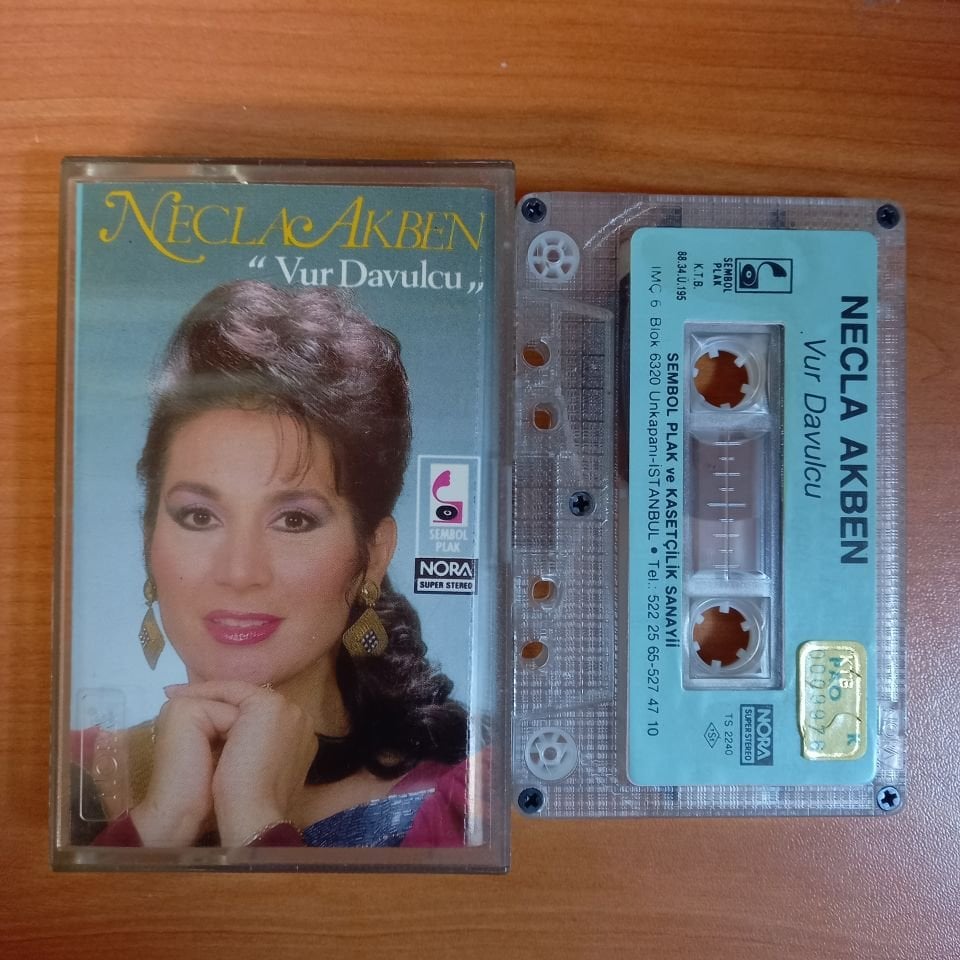 NECLA AKBEN
“ Vur Davulcu „
SEMBOL
PLAK
NORA
SUPER STEREO
NORA
NECLA AKBEN
Vur Davulcu
SEMBOL
PLAK
K.T.B.
88.34.Ü.195
SEMBOL PLAK ve KASETÇİLİK SANAYİİ
İMÇ 6 Blok 6320 Unkapanı-İSTANBUL • Tel.: 522 25 65-527 47 10
NORA
SUPER STEREO
TS 2240